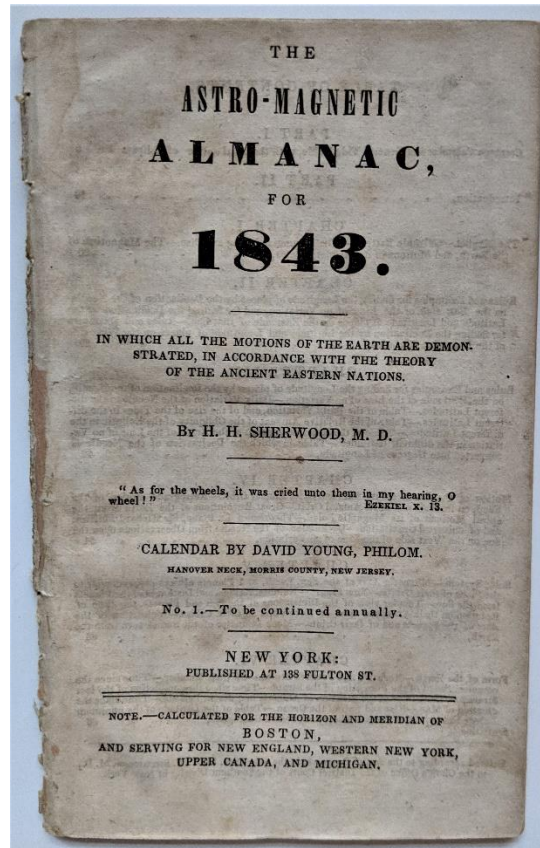 THE
ASTRO-MAGNETIC
ALMANAC,
FOR
1843.
IN WHICH ALL THE MOTIONS OF THE EARTH ARE DEMON-
STRATED, IN ACCORDANCE WITH THE THEORY
OF THE ANCIENT EASTERN NATIONS.
BY H. H. SHERWOOD, M. D.
" As for the wheels, it was cried unto them in my hearing, O
wheel ! "
EZEKIEL X. 13.
CALENDAR BY DAVID YOUNG, PHILOM.
HANOVER NECK, MORRIS COUNTY, NEW JERSEY.
No. 1.—To be continued annually.
NEW YORK:
PUBLISHED AT 138 FULTON ST.
NOTE.—CALCULATED FOR THE HORIZON AND MERIDIAN OF
BOSTON,
AND SERVING FOR NEW ENGLAND, WESTERN NEW YORK,
UPPER CANADA, AND MICHIGAN.